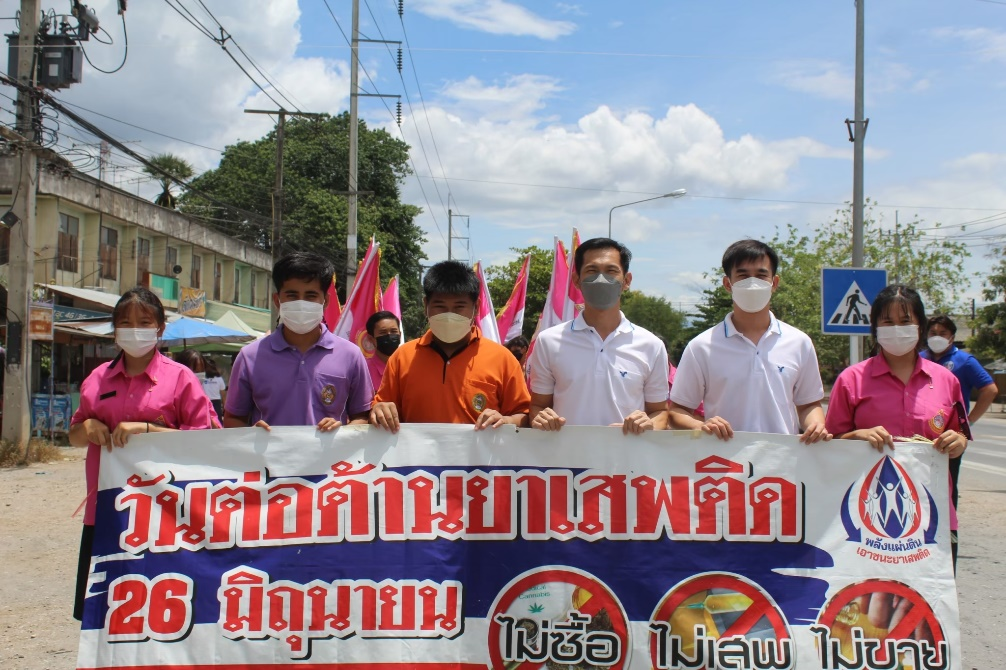 วันต่อต้านยาเสพติด
พลังแผ่นดิน
เอาชนะยาเสพติด
26 มิถุนายน
Cannabis
ไม่ซื้อ
ไม่เสพ
ไม่ขาย